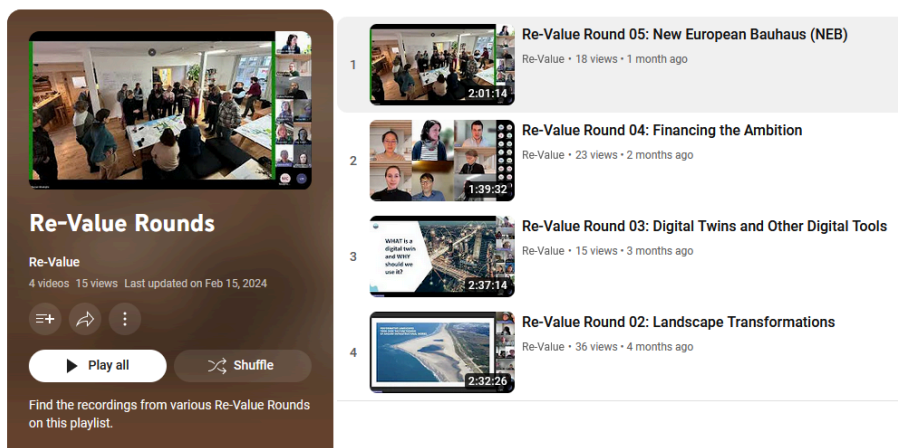 Re-Value Rounds
Re-Value
4 videos 15 views Last updated on Feb 15, 2024
Play all
Shuffle
Find the recordings from various Re-Value Rounds
on this playlist.
1
2:01:14
Re-Value Round 05: New European Bauhaus (NEB)
Re-Value • 18 views • 1 month ago
2
1:39:32
Re-Value Round 04: Financing the Ambition
Re-Value • 23 views • 2 months ago
3
WHAT is a
digital twin
and WHY
should we
use it?
2:37:14
Re-Value Round 03: Digital Twins and Other Digital Tools
Re-Value • 15 views • 3 months ago
4
2:32:26
Re-Value Round 02: Landscape Transformations
Re-Value • 36 views • 4 months ago